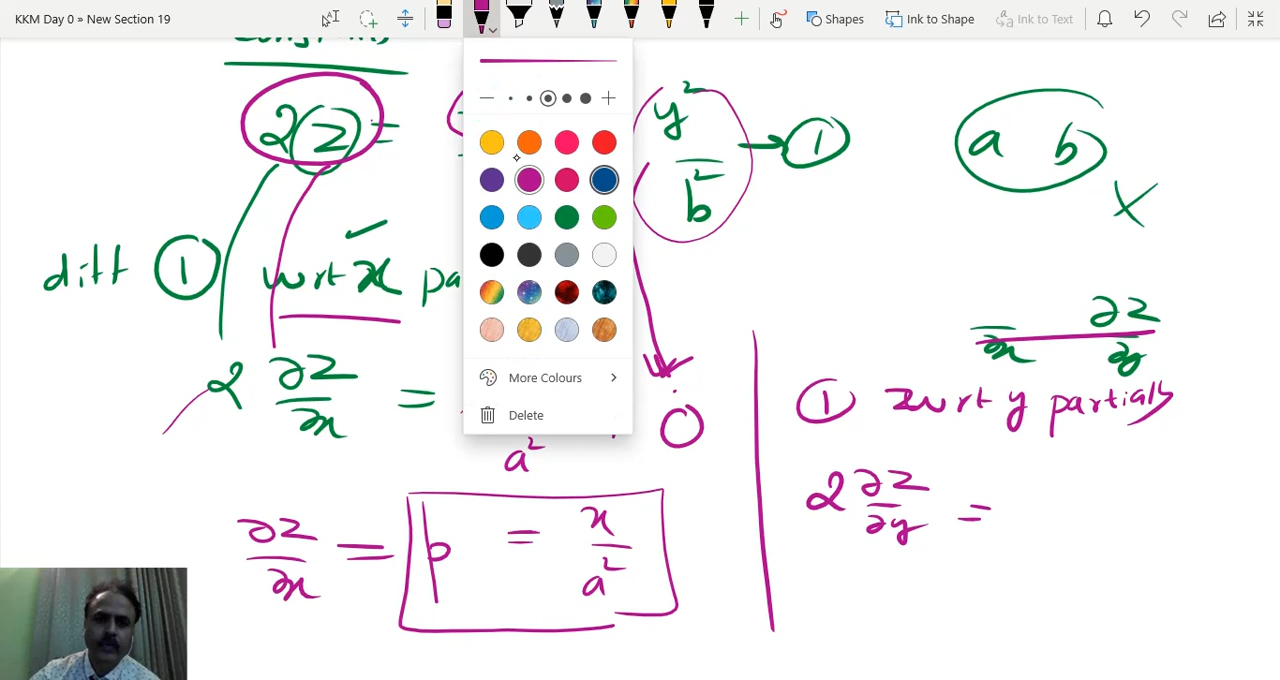 KKM Day 0 » New Section 19
Shapes
Ink to Shape
Ink to Text
2(z) = y² / b² → ①
a b
x
diff ① wrt x pa
∂z
∂x ∂y
2 ∂z/∂x =
a² 0
① wrt y partially
2 ∂z/∂y =
∂z/∂x = p = x/a²
More Colours
Delete